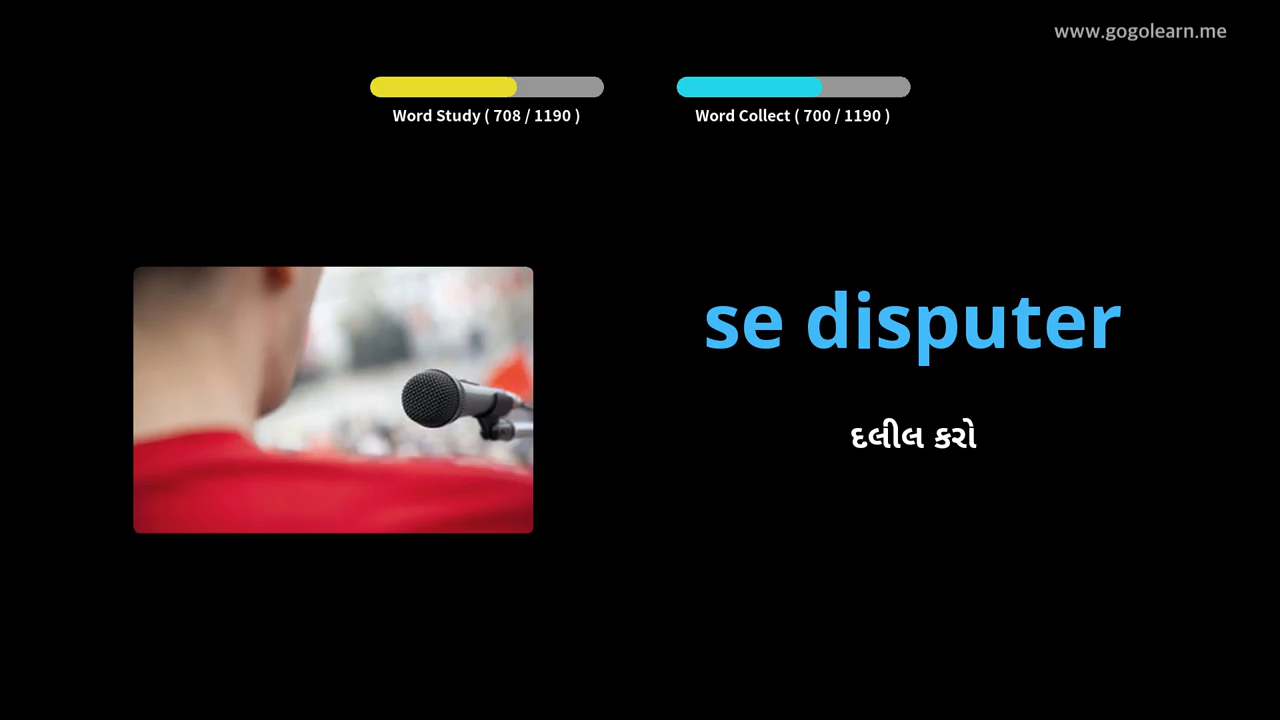 www.gogolearn.me
Word Study ( 708 / 1190 )
Word Collect ( 700 / 1190 )
se disputer
દલીલ કરો